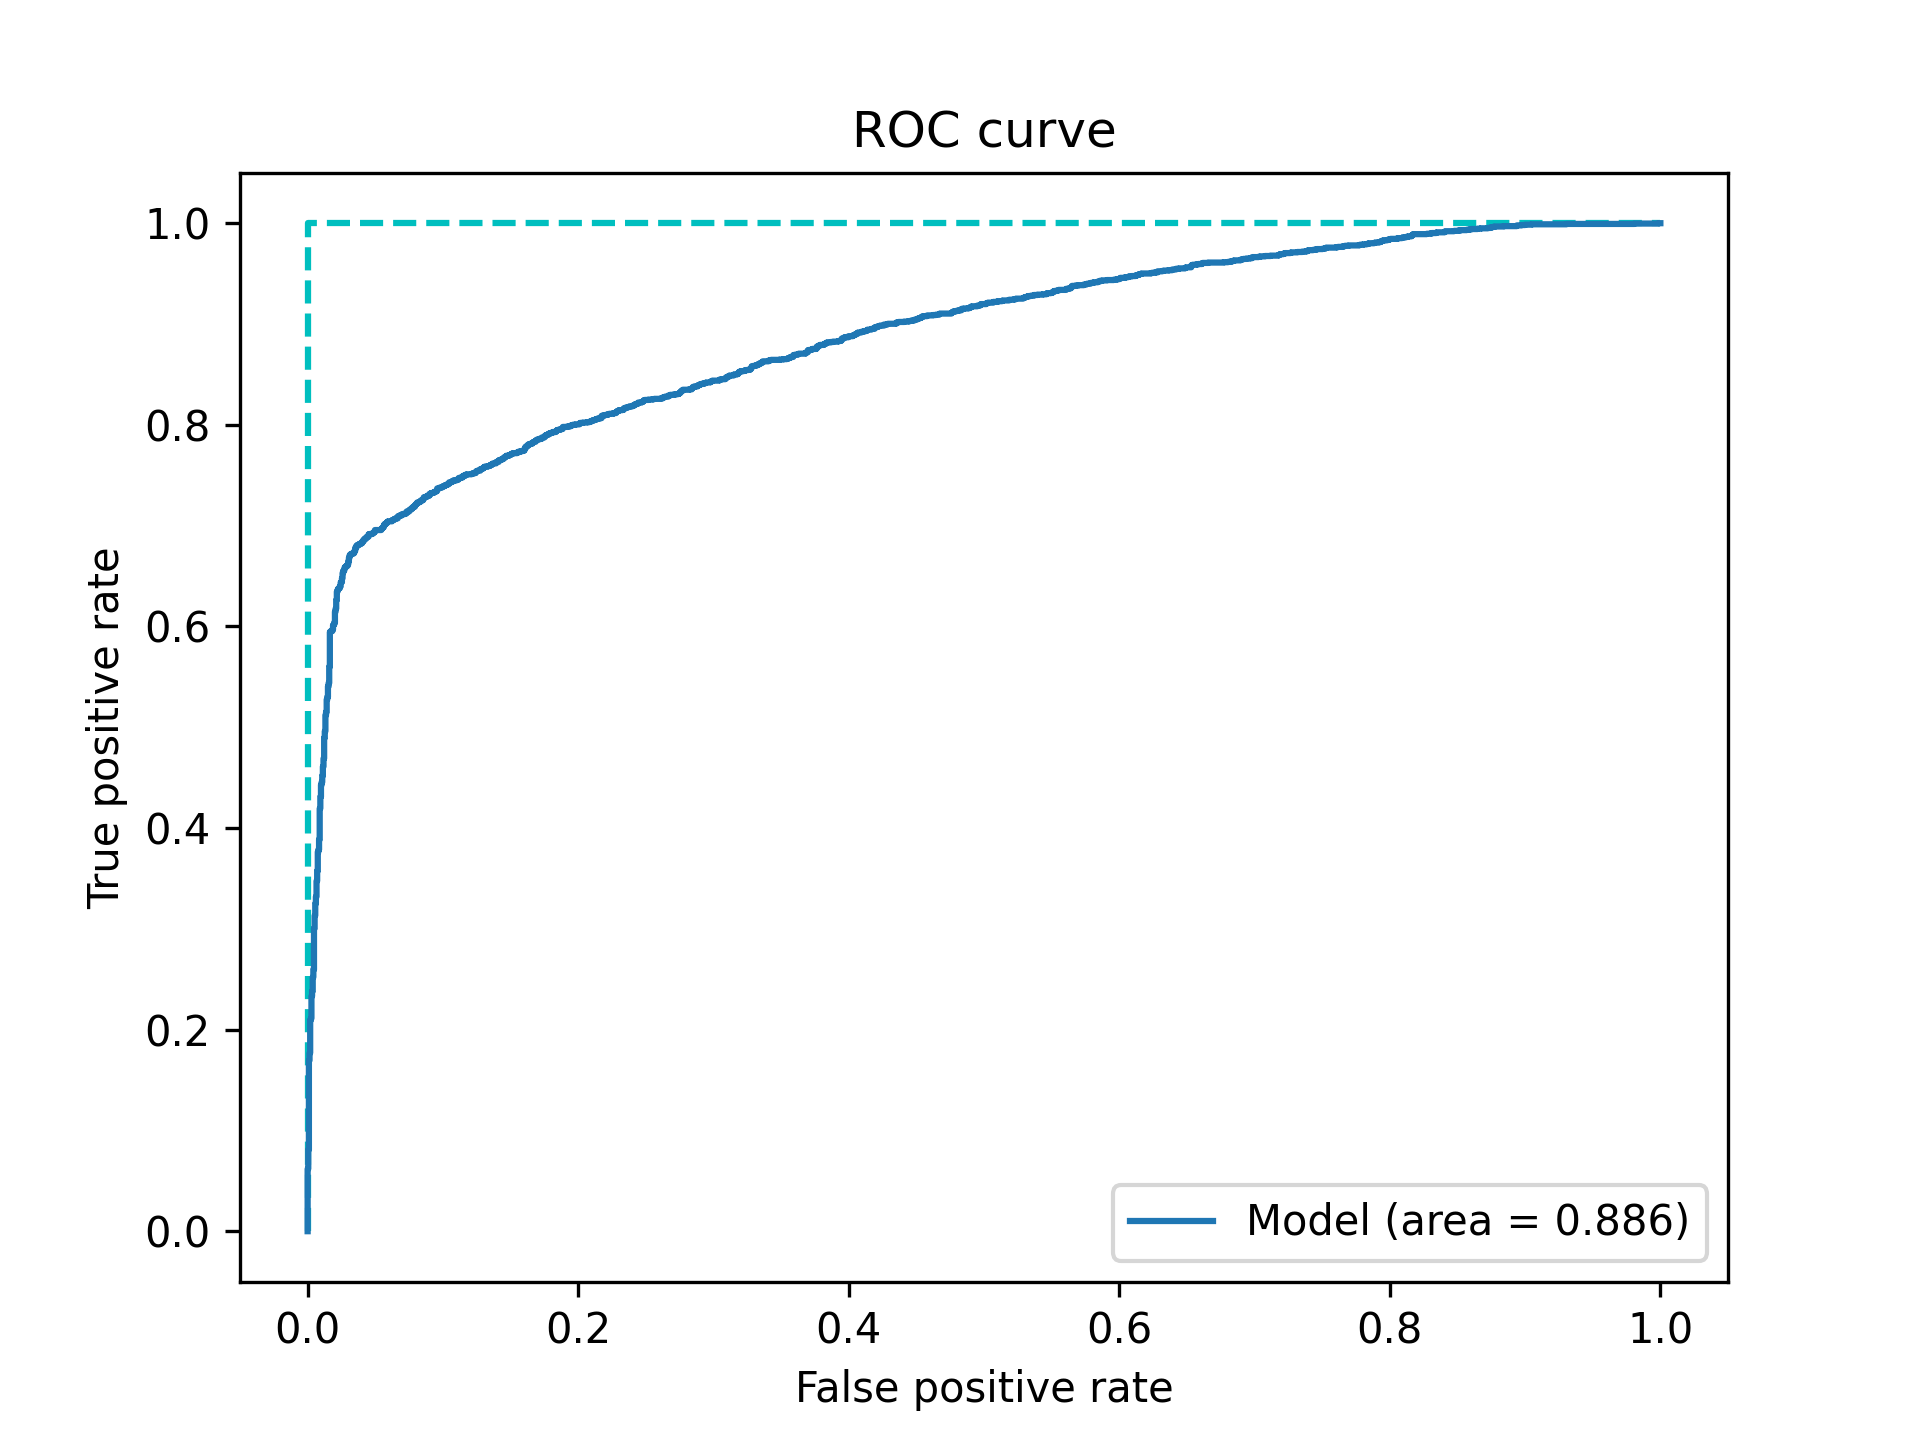 ROC curve
1.0
0.8
0.6
0.4
0.2
0.0
True positive rate
Model (area = 0.886)
0.0 0.2 0.4 0.6 0.8 1.0
False positive rate